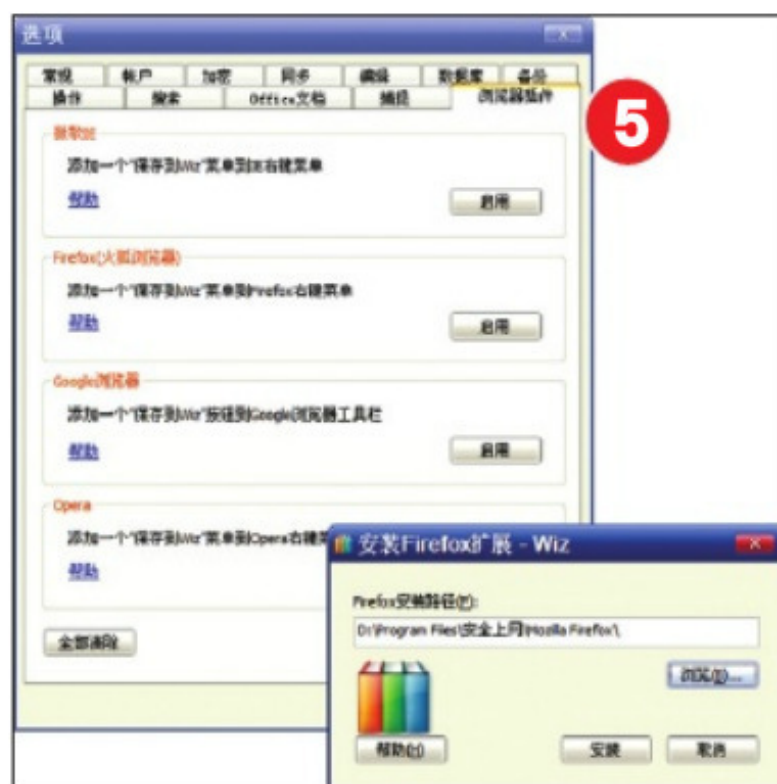 选项
常规 帐户 加密 同步 编辑 数据库 备份
操作 搜索 Office文档 捕捉 浏览器插件
5
微软IE
添加一个"保存到Wiz"菜单到IE右键菜单
帮助
启用
Firefox(火狐浏览器)
添加一个"保存到Wiz"菜单到Firefox右键菜单
帮助
启用
Google浏览器
添加一个"保存到Wiz"按钮到Google浏览器工具栏
帮助
启用
Opera
添加一个"保存到Wiz"菜单到Opera右键
帮助
全部清除
安装Firefox扩展 - Wiz
Firefox安装路径(P):
D:\Program Files\安全上网\Mozilla Firefox\
浏览(B)...
帮助(H) 安装 取消